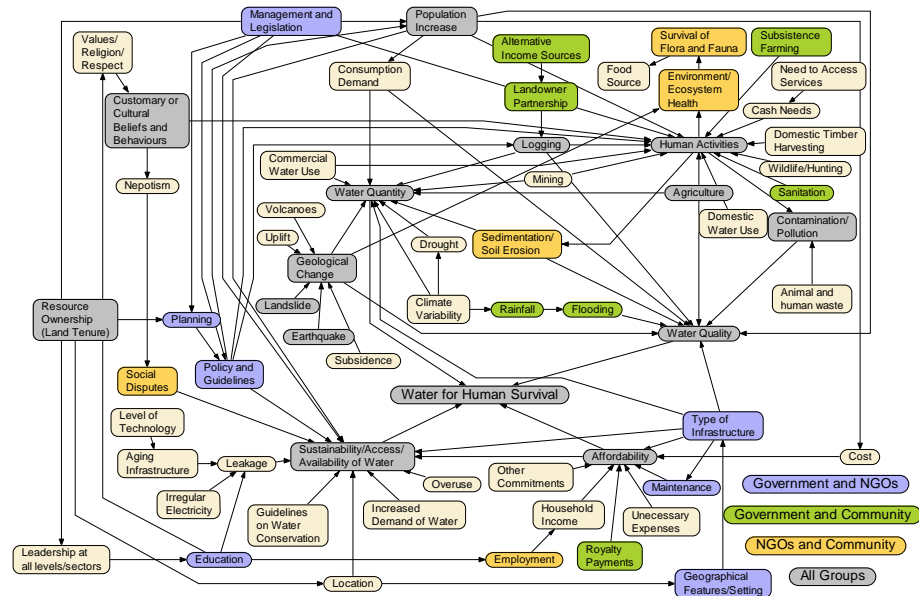 Management and
Legislation
Population
Increase
Values/
Religion/
Respect
Alternative
Income Sources
Survival of
Flora and Fauna
Subsistence
Farming
Consumption
Demand
Food
Source
Environment/
Ecosystem
Health
Need to Access
Services
Customary or
Cultural
Beliefs and
Behaviours
Landowner
Partnership
Cash Needs
Logging
Human Activities
Domestic Timber
Harvesting
Commercial
Water Use
Wildlife/Hunting
Nepotism
Mining
Water Quantity
Agriculture
Sanitation
Volcanoes
Domestic
Water Use
Contamination/
Pollution
Uplift
Drought
Sedimentation/
Soil Erosion
Geological
Change
Landslide
Climate
Variability
Rainfall
Flooding
Animal and
human waste
Resource
Ownership
(Land Tenure)
Planning
Earthquake
Water Quality
Subsidence
Social
Disputes
Policy and
Guidelines
Water for Human Survival
Level of
Technology
Type of
Infrastructure
Sustainability/Access/
Availability of Water
Aging
Infrastructure
Leakage
Affordability
Cost
Other
Commitments
Overuse
Maintenance
Government and NGOs
Irregular
Electricity
Guidelines
on Water
Conservation
Increased
Demand of Water
Household
Income
Unecessary
Expenses
Government and Community
Leadership at
all levels/sectors
Education
Employment
Royalty
Payments
NGOs and Community
Location
Geographical
Features/Setting
All Groups